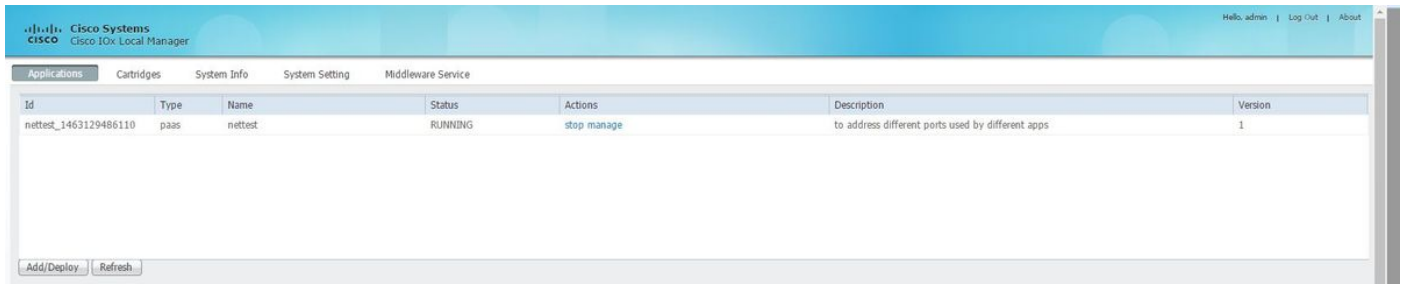 Hello, admin | Log Out | About
Cisco Systems
CISCO Cisco IOx Local Manager
Applications Cartridges System Info System Setting Middleware Service
Id Type Name Status Actions Description Version
nettest_1463129486110 paas nettest RUNNING stop manage to address different ports used by different apps 1
Add/Deploy Refresh